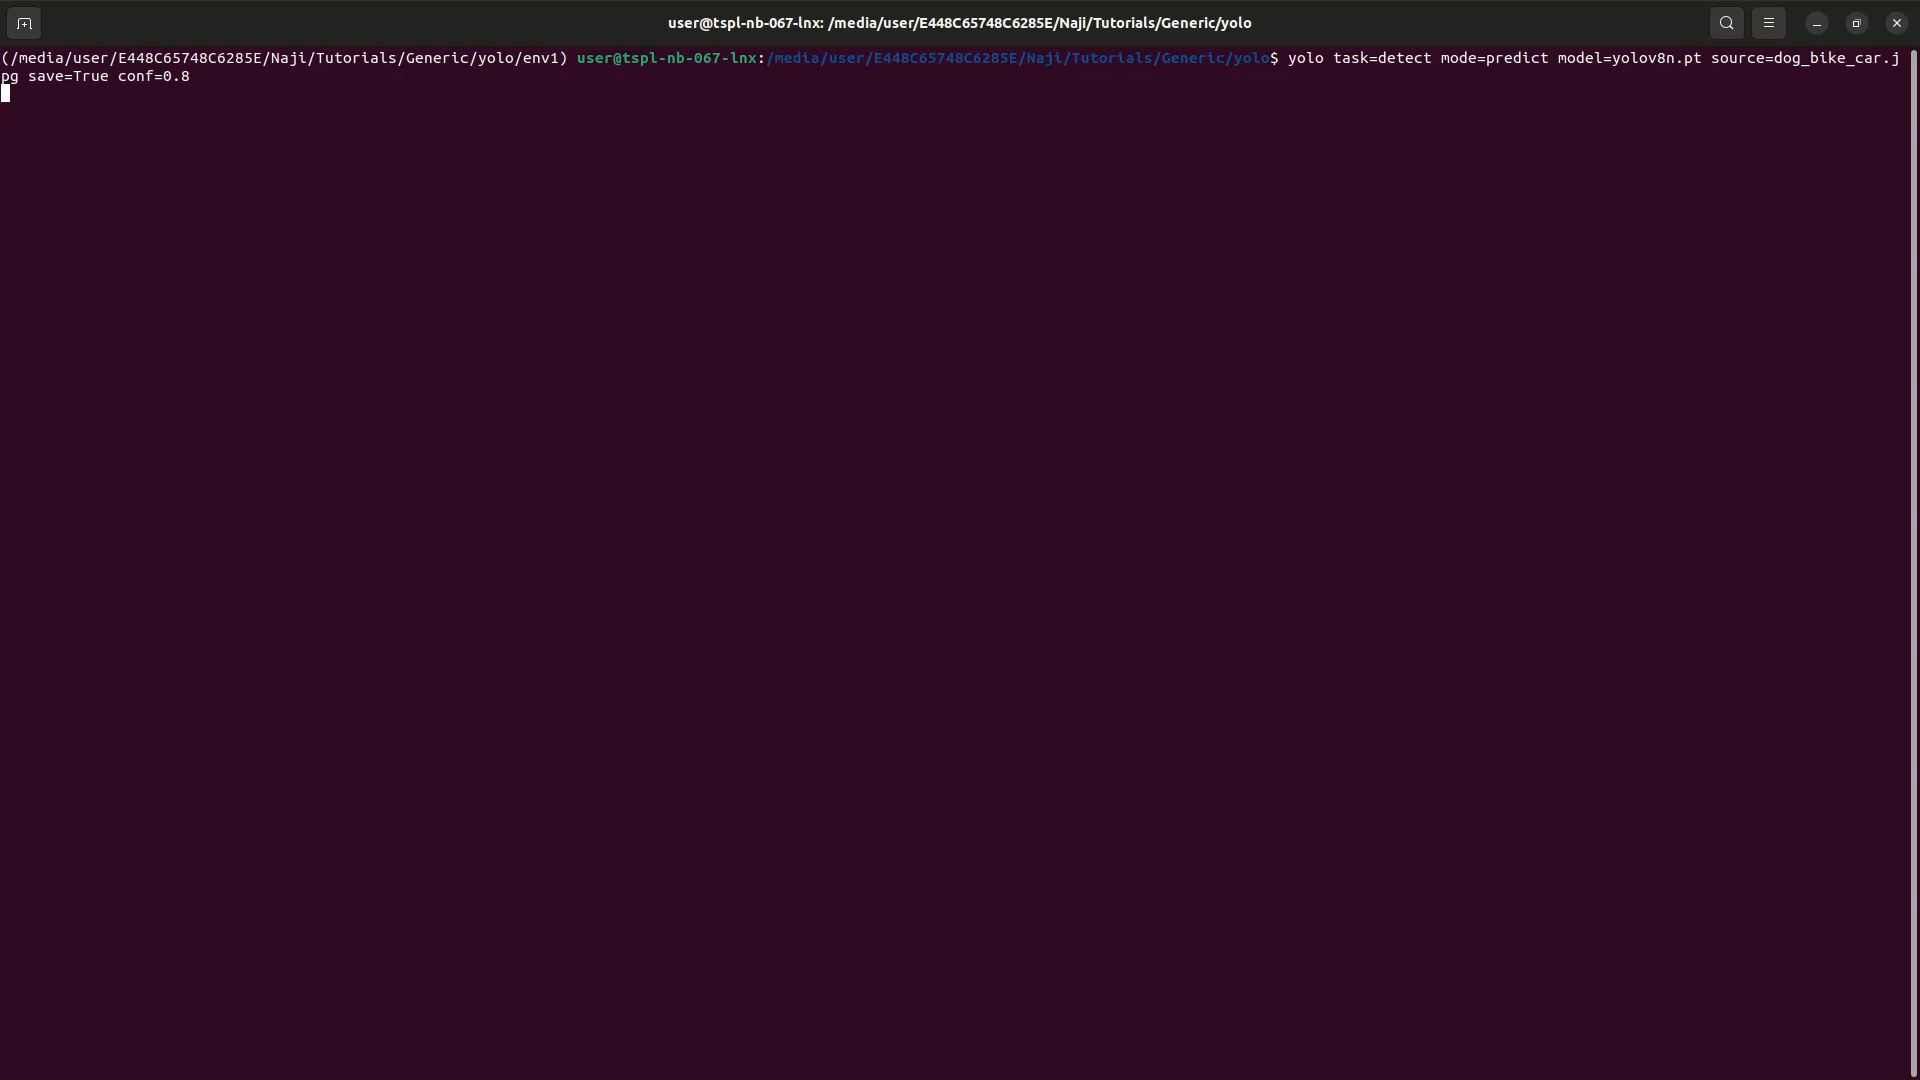 user@tspl-nb-067-lnx: /media/user/E448C65748C6285E/Naji/Tutorials/Generic/yolo
(/media/user/E448C65748C6285E/Naji/Tutorials/Generic/yolo/env1) user@tspl-nb-067-lnx:/media/user/E448C65748C6285E/Naji/Tutorials/Generic/yolo$ yolo task=detect mode=predict model=yolov8n.pt source=dog_bike_car.j
pg save=True conf=0.8